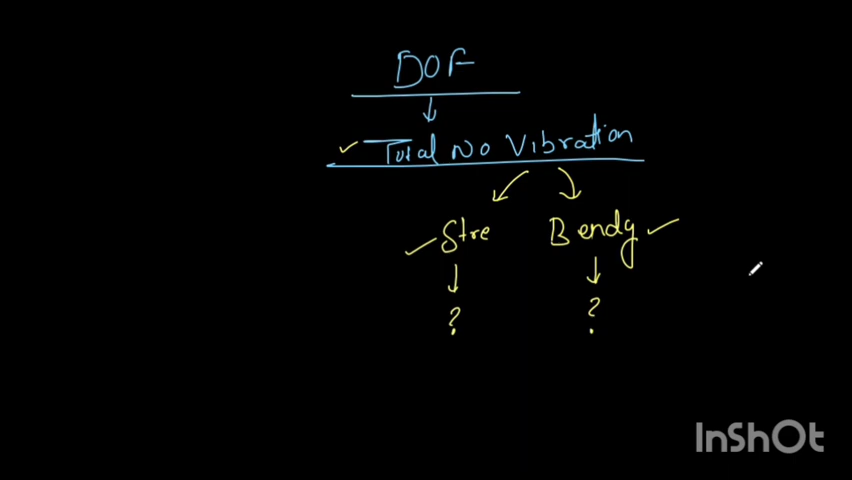 DOF
Total No Vibration
Stre Bendg
? ?
InShOt